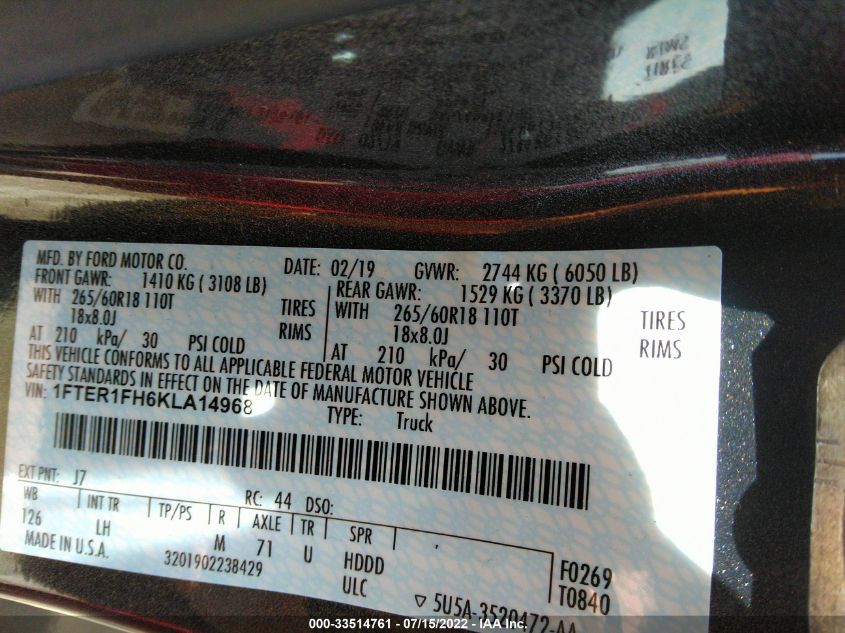 MFD. BY FORD MOTOR CO. DATE: 02/19 GVWR: 2744 KG ( 6050 LB)
FRONT GAWR: 1410 KG ( 3108 LB) REAR GAWR: 1529 KG ( 3370 LB)
WITH 265/60R18 110T TIRES WITH 265/60R18 110T TIRES
18x8.0J RIMS 18x8.0J RIMS
AT 210 kPa/ 30 PSI COLD AT 210 kPa/ 30 PSI COLD
THIS VEHICLE CONFORMS TO ALL APPLICABLE FEDERAL MOTOR VEHICLE
SAFETY STANDARDS IN EFFECT ON THE DATE OF MANUFACTURE SHOWN ABOVE.
VIN: 1FTER1FH6KLA14968 TYPE: Truck
EXT PNT: J7 RC: 44 DSO:
WB INT TR TP/PS R AXLE TR SPR
126 LH M 71 U HDDD F0269
MADE IN U.S.A. 3201902238429 ULC T0840
▽ 5U5A-3520472-AA
000-33514761 - 07/15/2022 - IAA Inc.